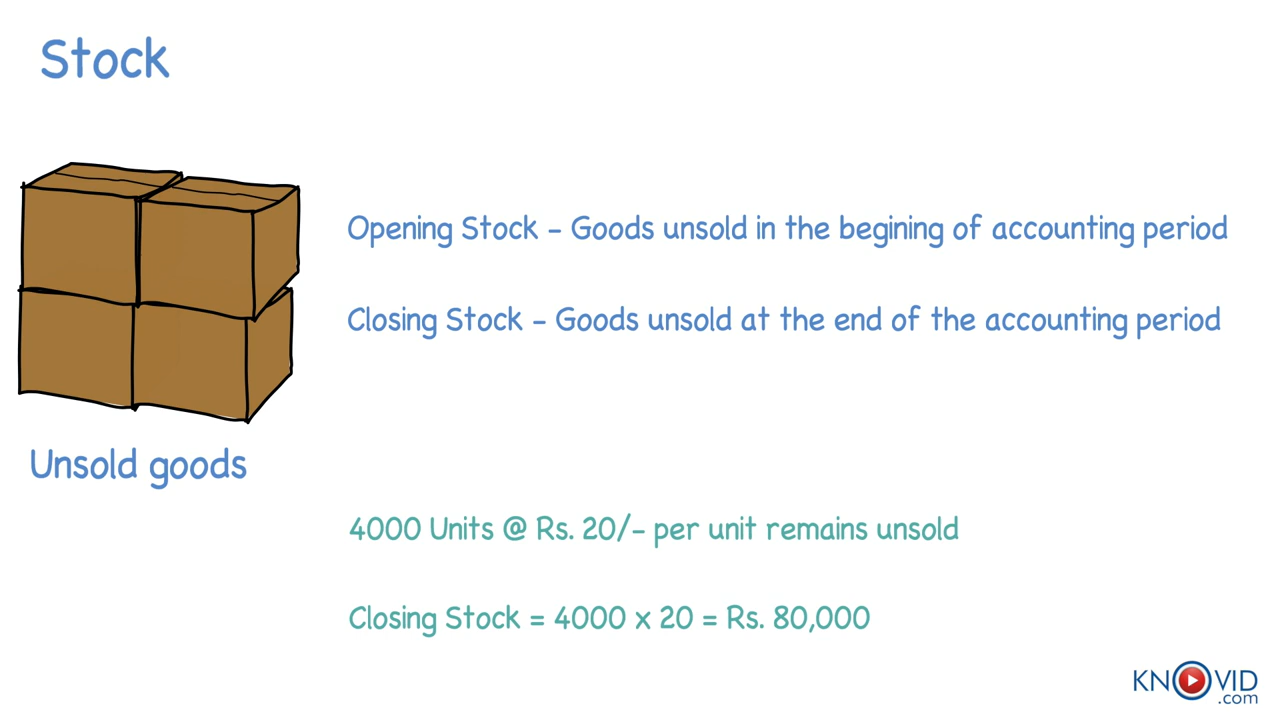 Stock
Opening Stock – Goods unsold in the begining of accounting period
Closing Stock – Goods unsold at the end of the accounting period
Unsold goods
4000 Units @ Rs. 20/– per unit remains unsold
Closing Stock = 4000 x 20 = Rs. 80,000
KNOVID
.com